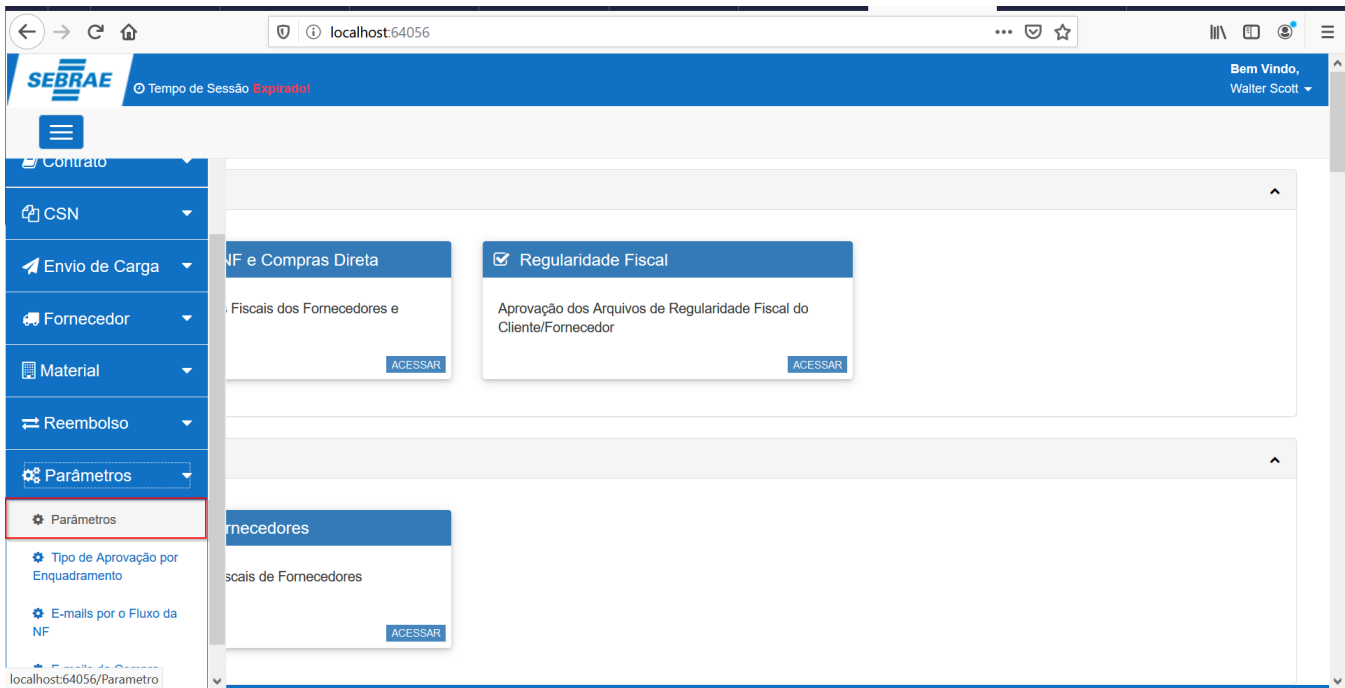 localhost:64056
SEBRAE
Tempo de Sessão Expirado!
Bem Vindo,
Walter Scott
Contrato
CSN
Envio de Carga
Fornecedor
Material
Reembolso
Parâmetros
Parâmetros
Tipo de Aprovação por
Enquadramento
E-mails por o Fluxo da
NF
NF e Compras Direta
Fiscais dos Fornecedores e
ACESSAR
Regularidade Fiscal
Aprovação dos Arquivos de Regularidade Fiscal do
Cliente/Fornecedor
ACESSAR
rnecedores
scais de Fornecedores
ACESSAR
localhost:64056/Parametro